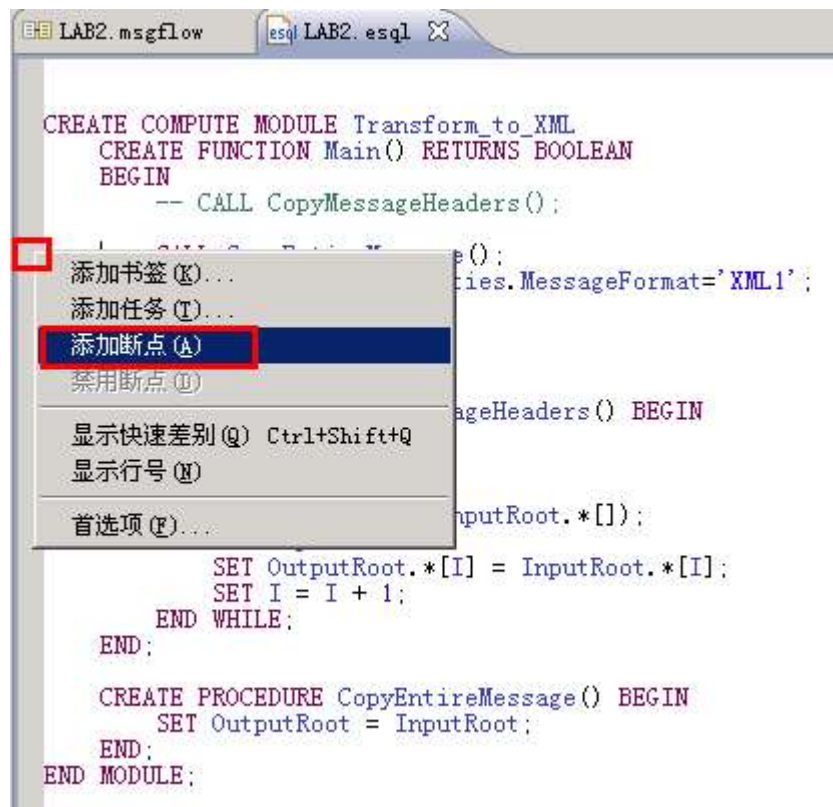 LAB2.msgflow
esql LAB2.esql
CREATE COMPUTE MODULE Transform_to_XML
CREATE FUNCTION Main() RETURNS BOOLEAN
BEGIN
-- CALL CopyMessageHeaders();
();
ies.MessageFormat='XML1';
添加书签(K)...
添加任务(T)...
添加断点(A)
禁用断点(D)
ageHeaders() BEGIN
显示快速差别(Q) Ctrl+Shift+Q
显示行号(N)
nputRoot.*[]);
首选项(F)...
SET OutputRoot.*[I] = InputRoot.*[I];
SET I = I + 1;
END WHILE;
END;
CREATE PROCEDURE CopyEntireMessage() BEGIN
SET OutputRoot = InputRoot;
END;
END MODULE;